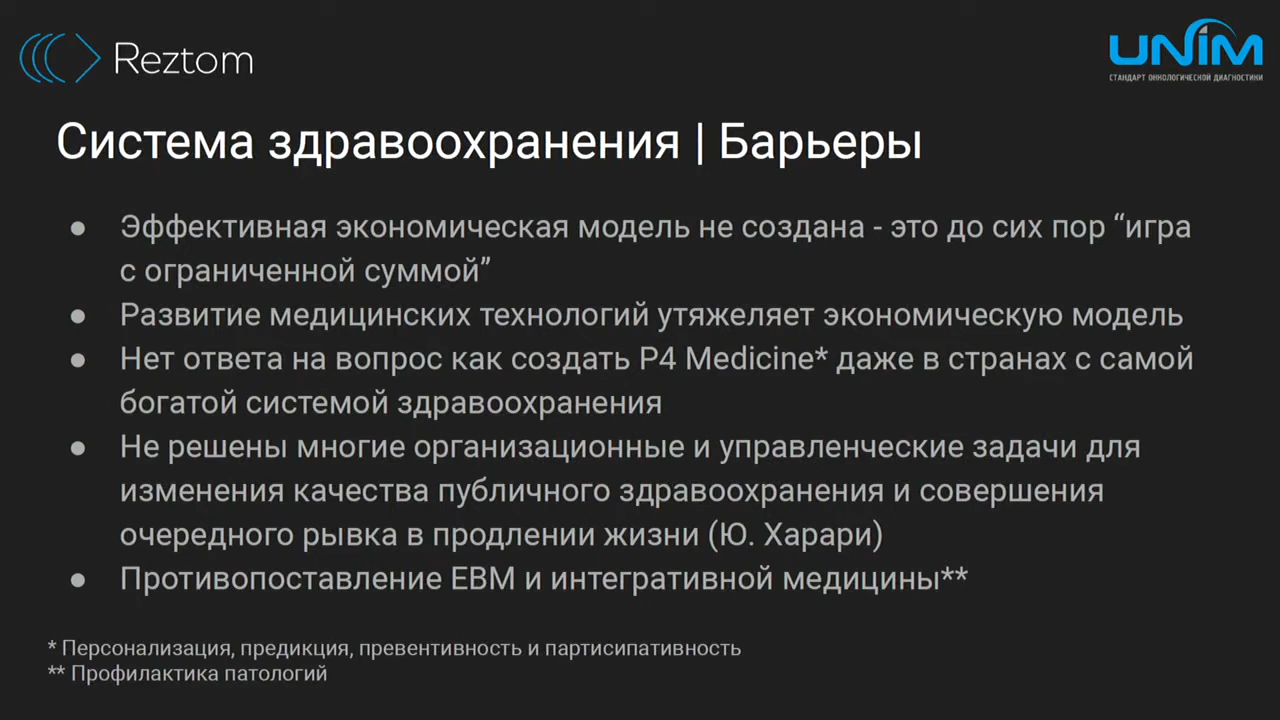 Reztom
UNIM
СТАНДАРТ ОНКОЛОГИЧЕСКОЙ ДИАГНОСТИКИ
Система здравоохранения | Барьеры
● Эффективная экономическая модель не создана - это до сих пор “игра
с ограниченной суммой”
● Развитие медицинских технологий утяжеляет экономическую модель
● Нет ответа на вопрос как создать P4 Medicine* даже в странах с самой
богатой системой здравоохранения
● Не решены многие организационные и управленческие задачи для
изменения качества публичного здравоохранения и совершения
очередного рывка в продлении жизни (Ю. Харари)
● Противопоставление ЕВМ и интегративной медицины**
* Персонализация, предикция, превентивность и партисипативность
** Профилактика патологий